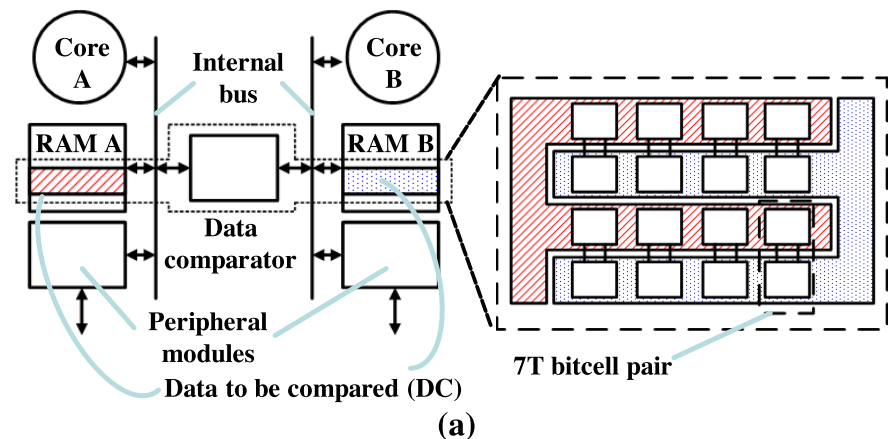 Core
A
Internal
bus
Core
B
RAM A
RAM B
Data
comparator
Peripheral
modules
7T bitcell pair
Data to be compared (DC)
(a)